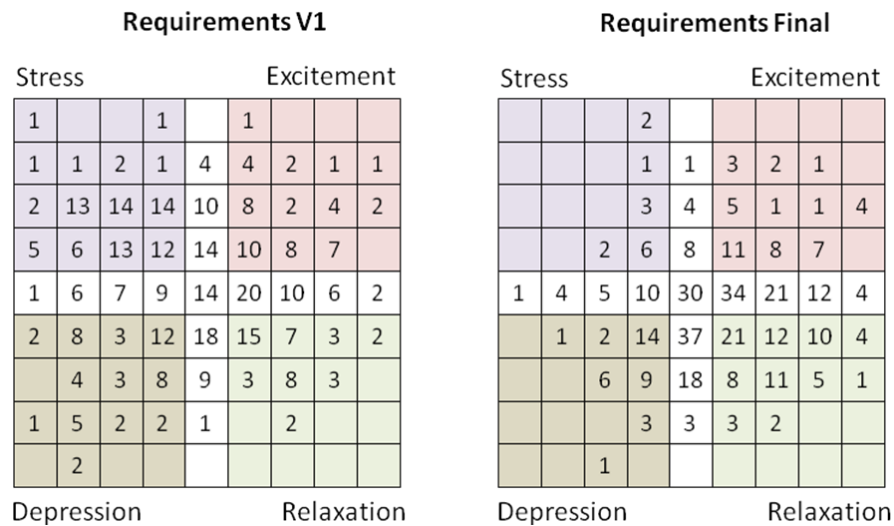 Requirements V1 Requirements Final
Stress Excitement Stress Excitement
1 1 1 2
1 1 2 1 4 4 2 1 1 1 1 3 2 1
2 13 14 14 10 8 2 4 2 3 4 5 1 1 4
5 6 13 12 14 10 8 7 2 6 8 11 8 7
1 6 7 9 14 20 10 6 2 1 4 5 10 30 34 21 12 4
2 8 3 12 18 15 7 3 2 1 2 14 37 21 12 10 4
4 3 8 9 3 8 3 6 9 18 8 11 5 1
1 5 2 2 1 2 3 3 3 2
2 1
Depression Relaxation Depression Relaxation